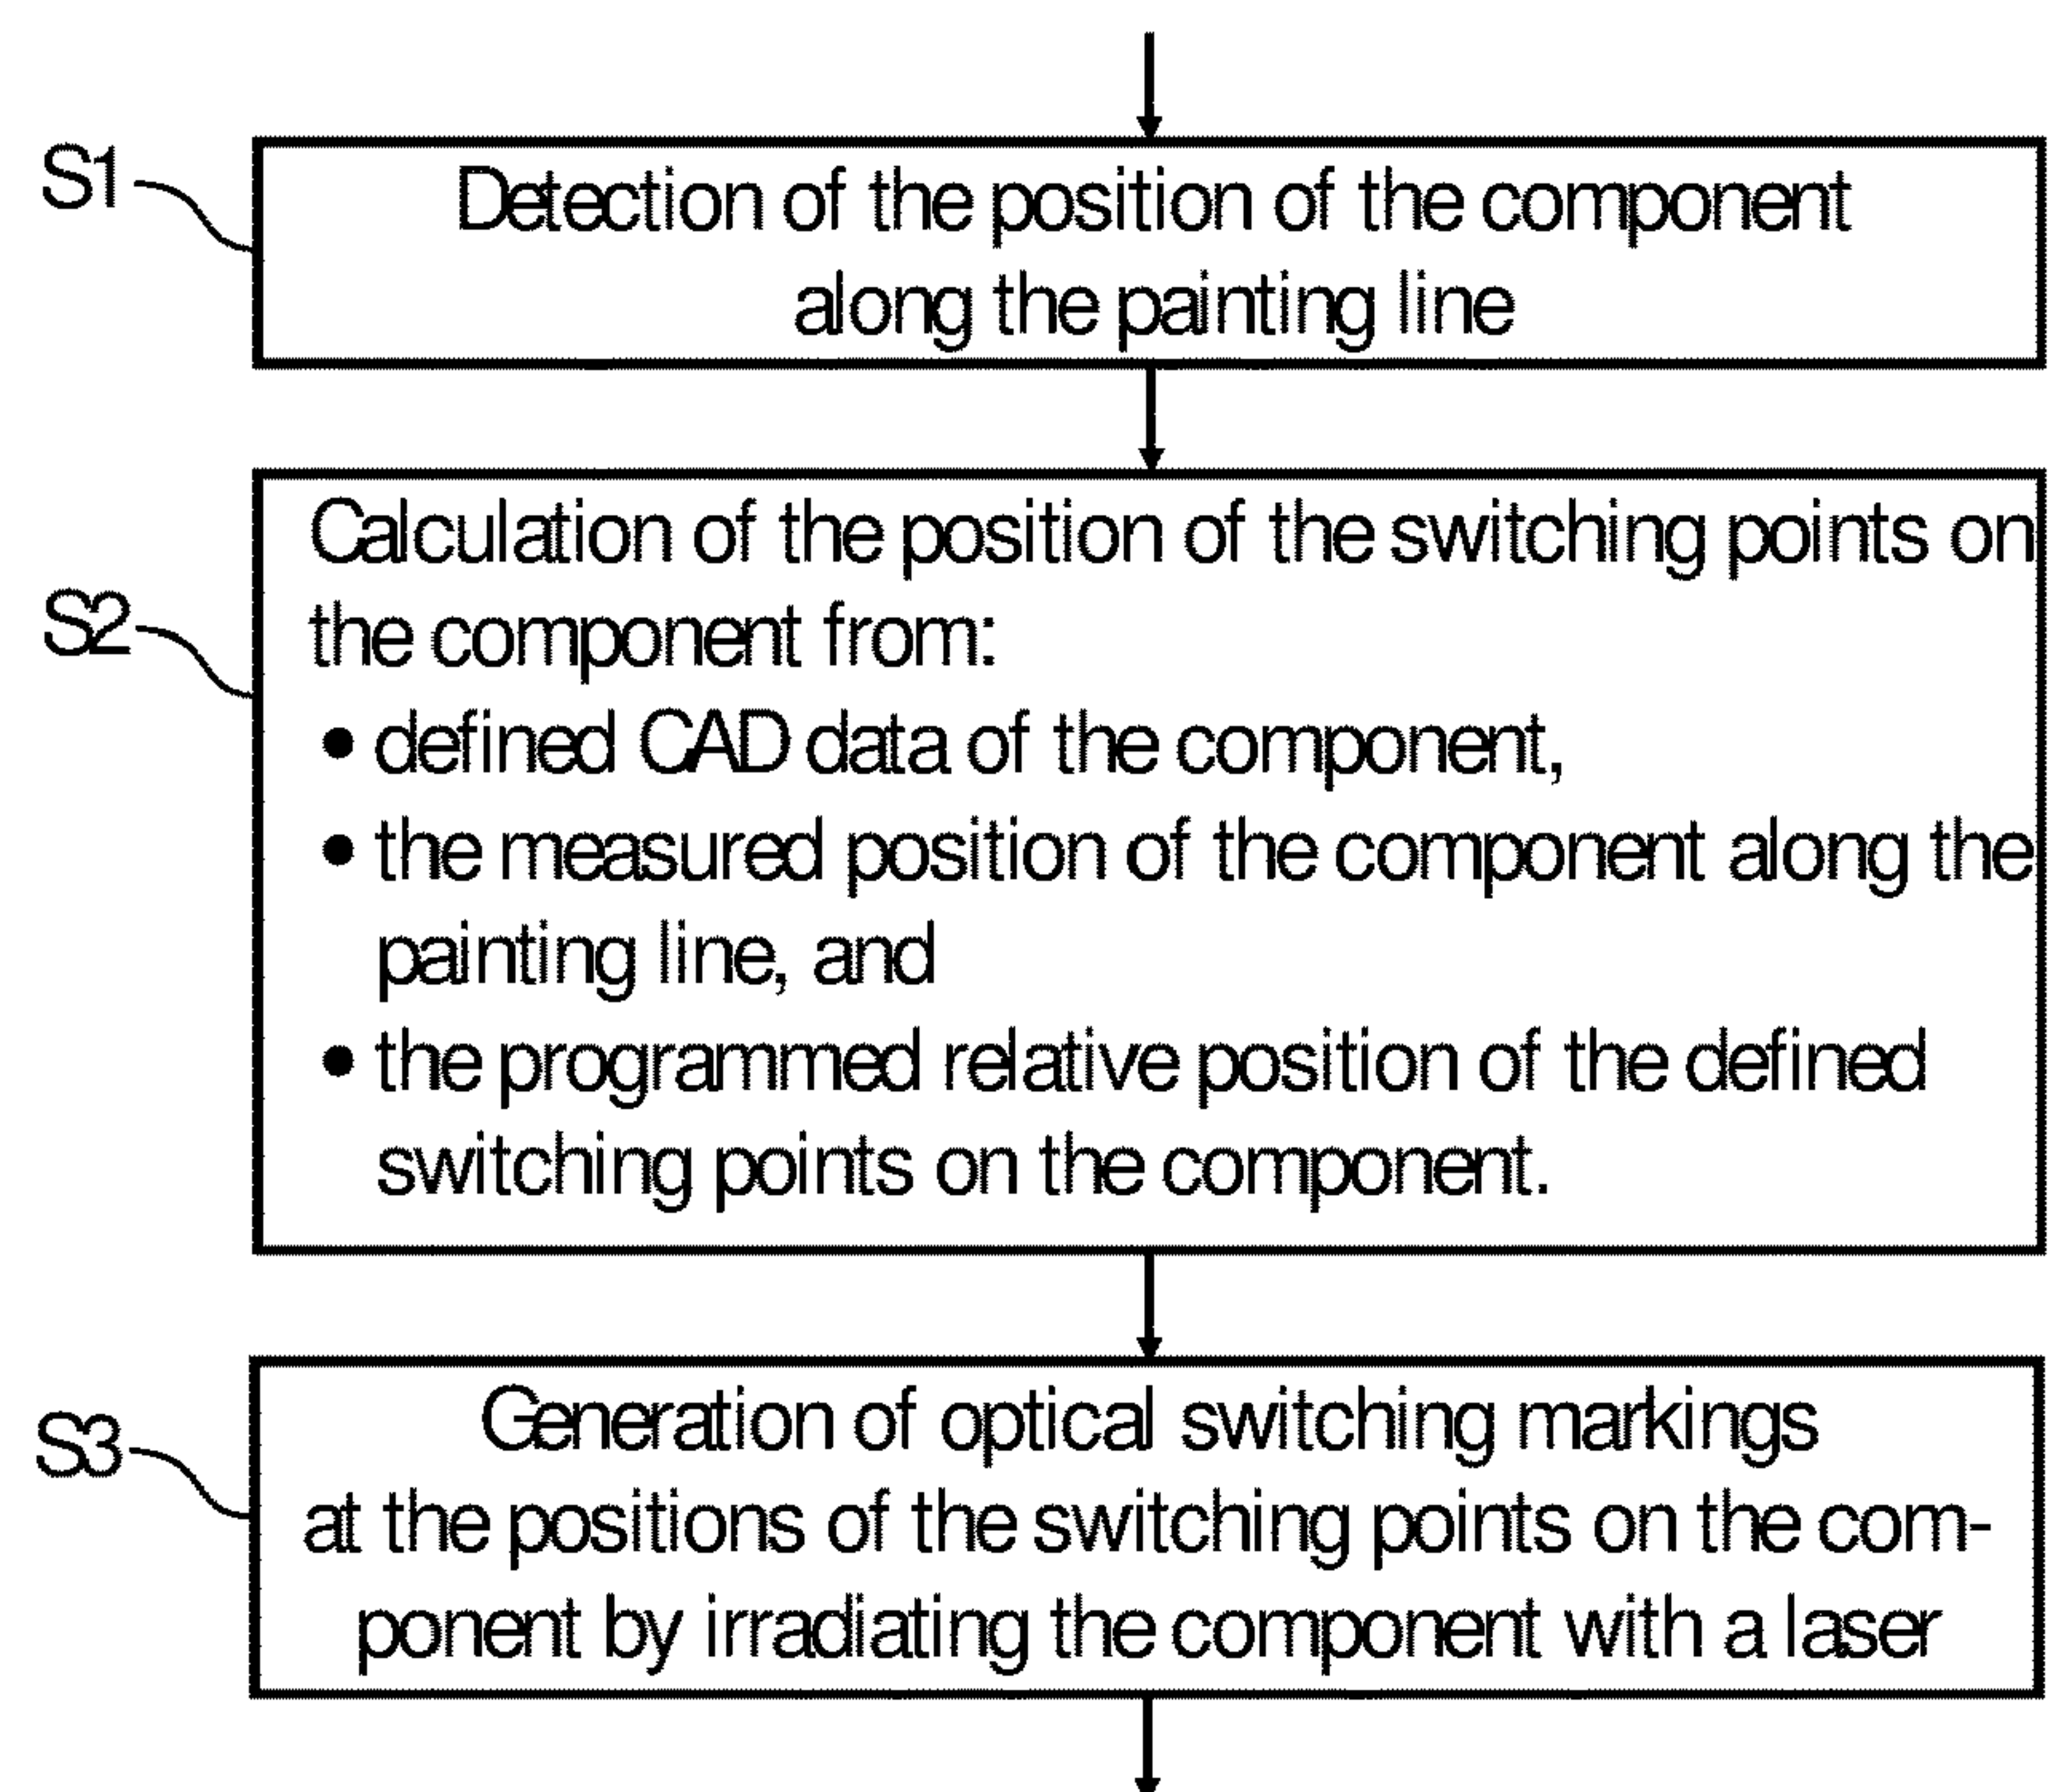 S1
Detection of the position of the component
along the painting line
S2
Calculation of the position of the switching points on
the component from:
• defined CAD data of the component,
• the measured position of the component along the
painting line, and
• the programmed relative position of the defined
switching points on the component.
S3
Generation of optical switching markings
at the positions of the switching points on the com-
ponent by irradiating the component with a laser